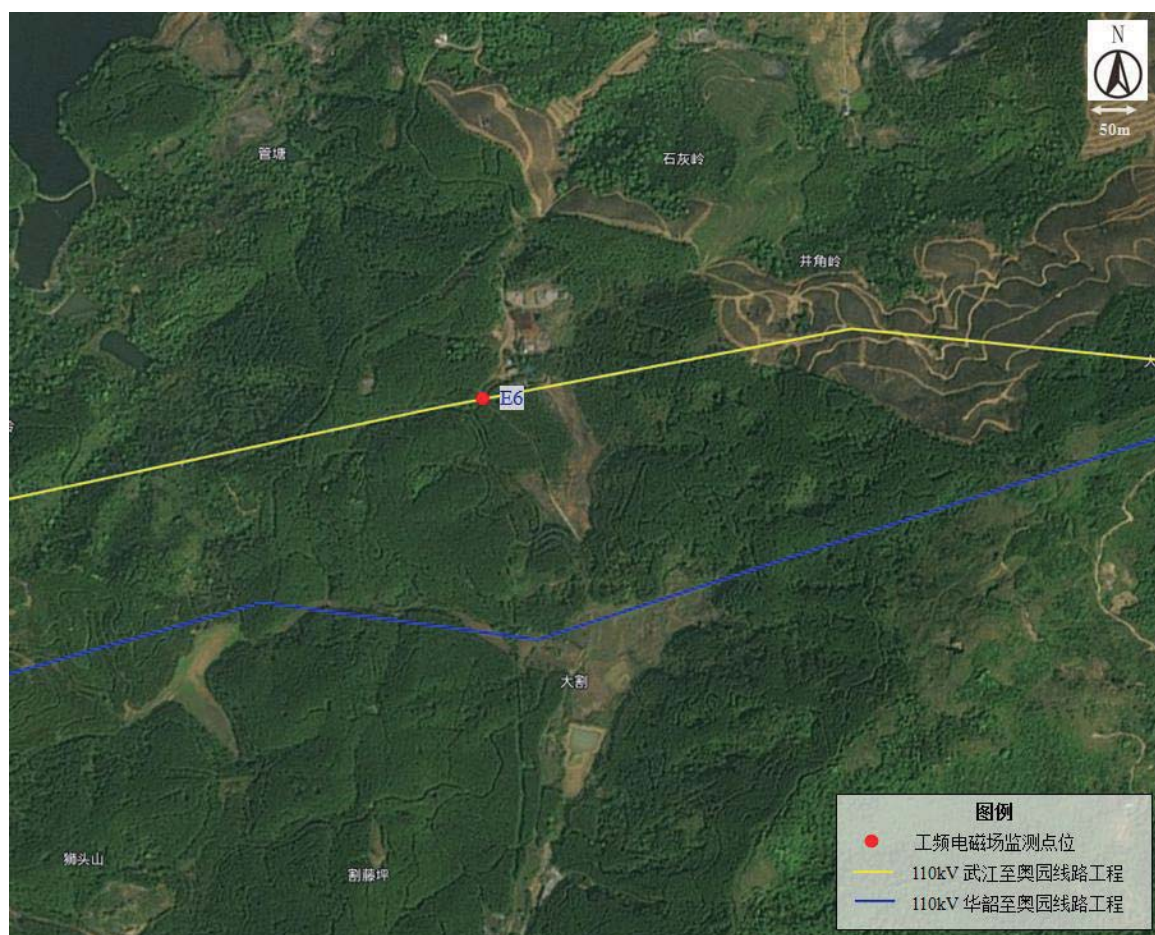 N
50m
管塘
石灰岭
井角岭
E6
大
岭
大割
狮头山
割藤坪
图例
工频电磁场监测点位
110kV 武江至奥园线路工程
110kV 华韶至奥园线路工程